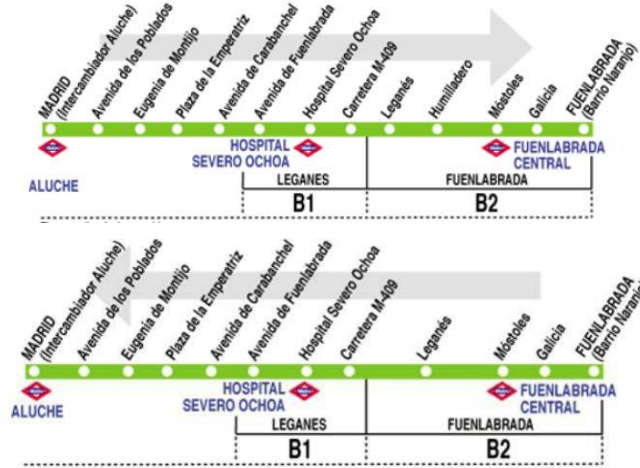 MADRID
(Intercambiador Aluche)
Avenida de los Poblados
Eugenia de Montijo
Plaza de la Emperatriz
Avenida de Carabanchel
Avenida de Fuenlabrada
Hospital Severo Ochoa
Carretera M-409
Leganés
Humilladero
Móstoles
Galicia
FUENLABRADA
(Barrio Naranjo)
ALUCHE
HOSPITAL
SEVERO OCHOA
FUENLABRADA
CENTRAL
LEGANES
FUENLABRADA
B1
B2
MADRID
(Intercambiador Aluche)
Avenida de los Poblados
Eugenia de Montijo
Plaza de la Emperatriz
Avenida de Carabanchel
Avenida de Fuenlabrada
Hospital Severo Ochoa
Carretera M-409
Leganés
Móstoles
Galicia
FUENLABRADA
(Barrio Naranjo)
ALUCHE
HOSPITAL
SEVERO OCHOA
FUENLABRADA
CENTRAL
LEGANES
FUENLABRADA
B1
B2